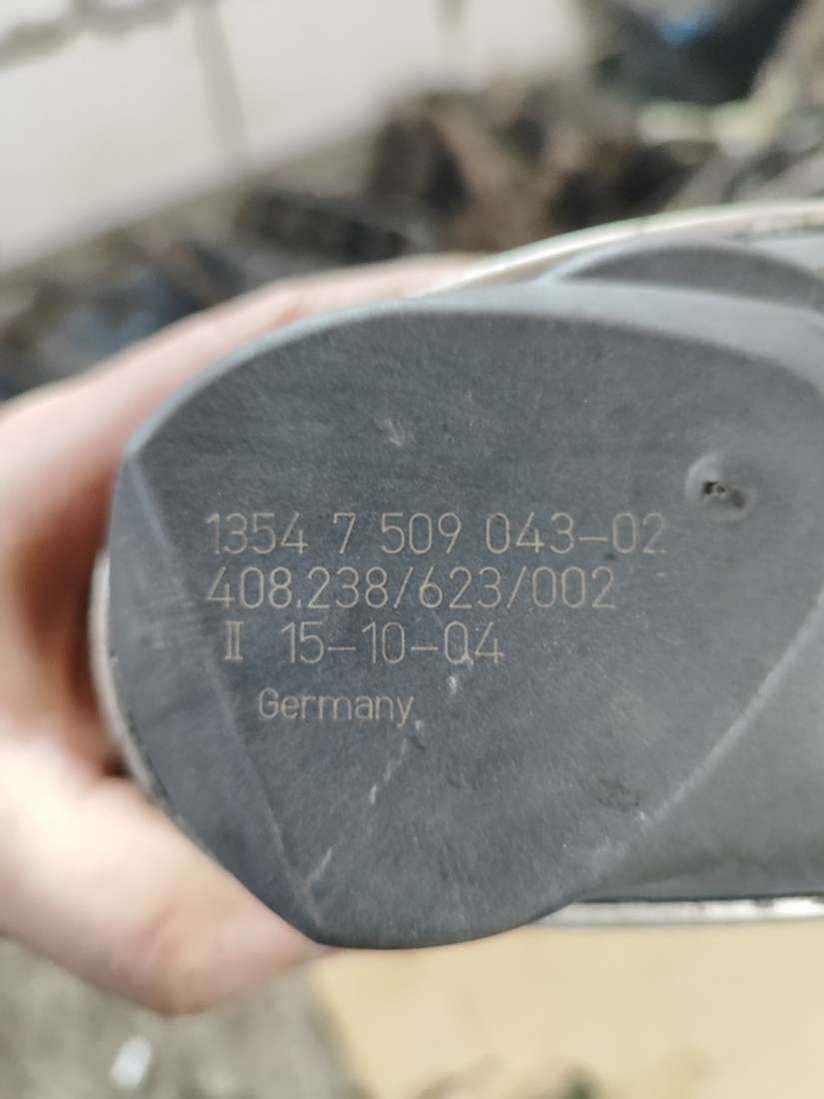 1354 7 509 043-02
408.238/623/002
II 15-10-04
Germany